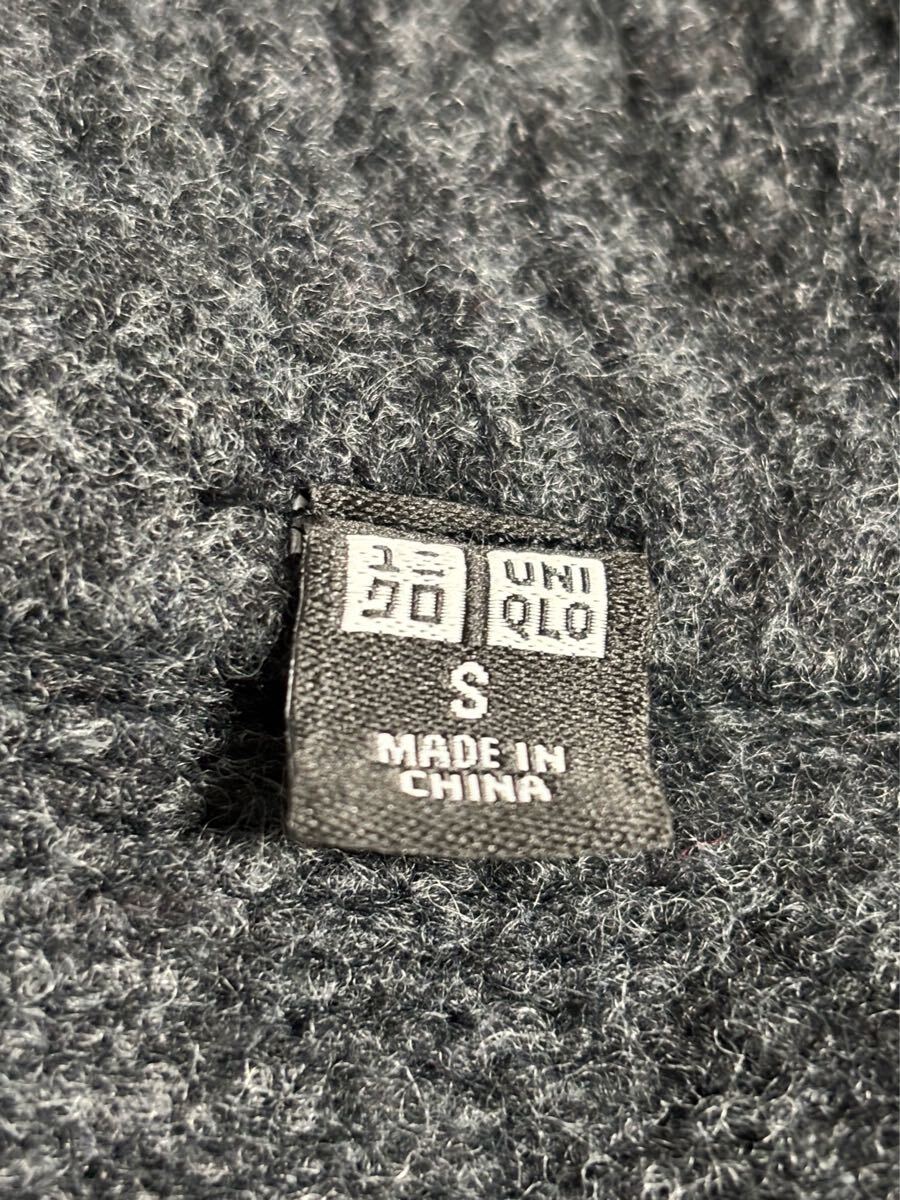 ユニ UNI
クロ QLO
S
MADE IN
CHINA